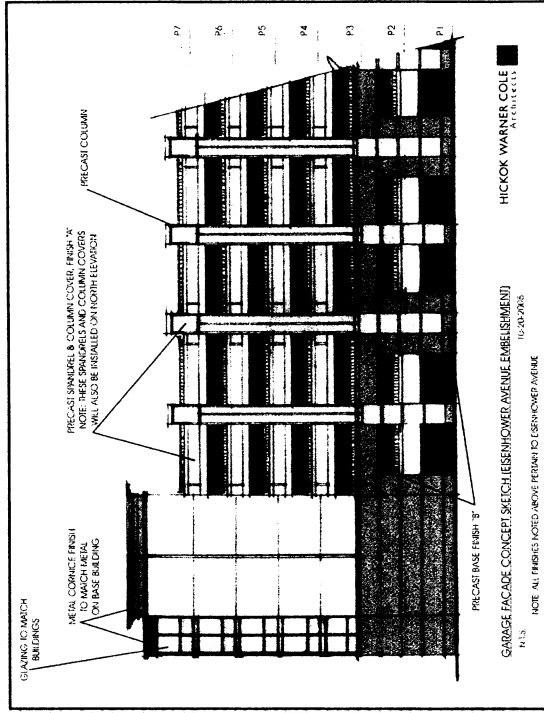 GLAZING TO MATCH
BUILDINGS
METAL CORNICE FINISH
TO MATCH METAL
ON BASE BUILDING
PRECAST SPANDREL & COLUMN COVER, FINISH "A"
NOTE: THESE SPANDRELS AND COLUMN COVERS
WILL ALSO BE INSTALLED ON NORTH ELEVATION
PRECAST COLUMN
P7
P6
P5
P4
P3
P2
P1
PRECAST BASE FINISH "B"
GARAGE FACADE CONCEPT SKETCH (EISENHOWER AVENUE EMBELISHMENT)
N.T.S.
10-20-2006
NOTE: ALL FINISHES NOTED ABOVE PERTAIN TO EISENHOWER AVENUE
HICKOK WARNER COLE
Architects